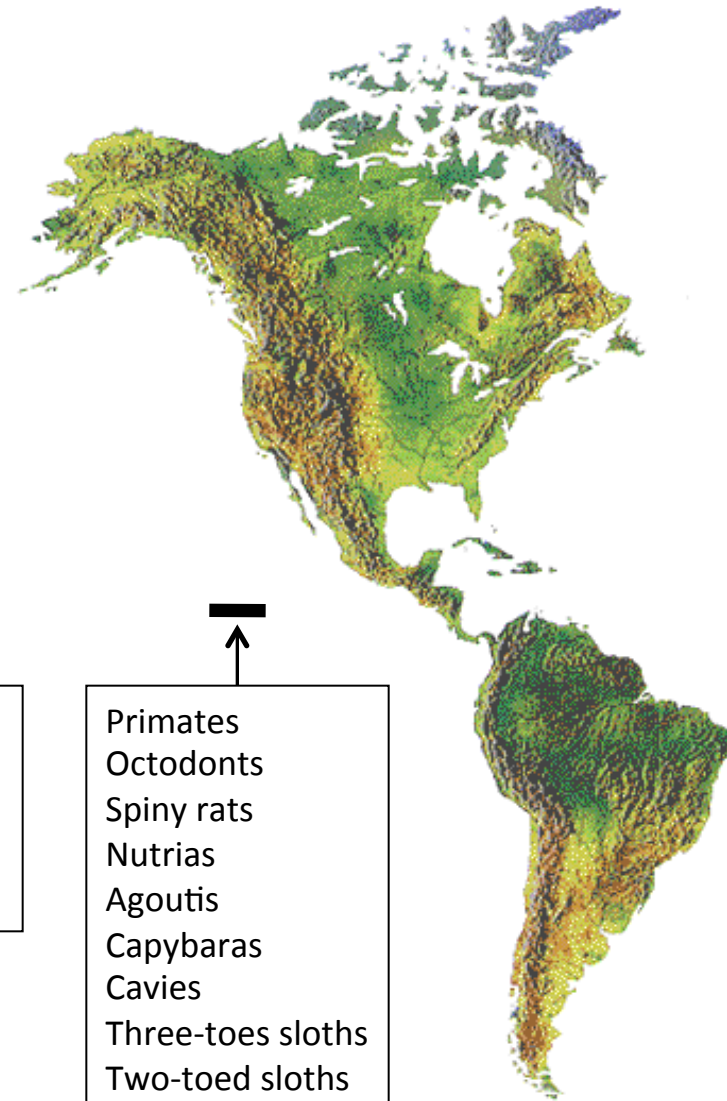 Primates
Octodonts
Spiny rats
Nutrias
Agoutis
Capybaras
Cavies
Three-toes sloths
Two-toed sloths